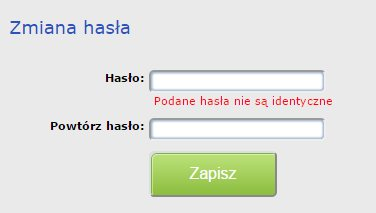 Zmiana hasła
Hasło:
Podane hasła nie są identyczne
Powtórz hasło:
Zapisz